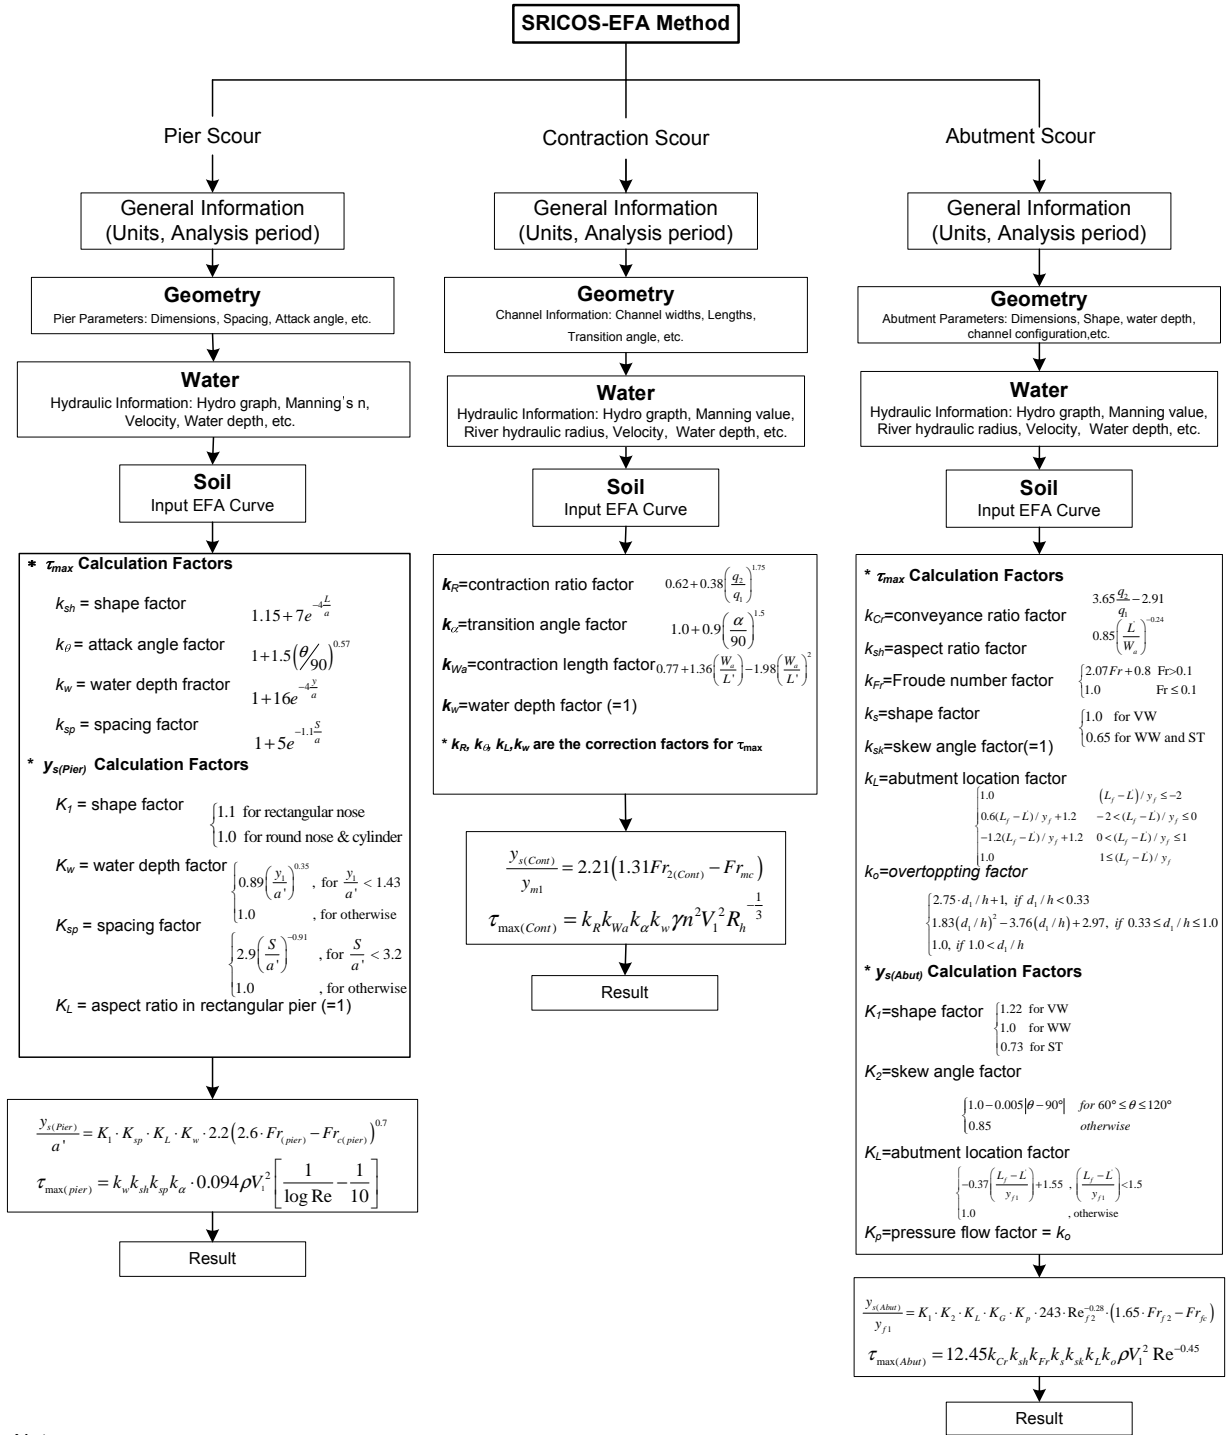 SRICOS-EFA Method
Pier Scour
General Information
(Units, Analysis period)
Geometry
Pier Parameters: Dimensions, Spacing, Attack angle, etc.
Water
Hydraulic Information: Hydro graph, Manning's n,
Velocity, Water depth, etc.
Soil
Input EFA Curve
* τmax Calculation Factors
ksh = shape factor 1.15+7e^(-4 L/a)
kθ = attack angle factor 1+1.5(θ/90)^0.57
kw = water depth fractor 1+16e^(-4 y/a)
ksp = spacing factor 1+5e^(-1.1 S/a)
* ys(Pier) Calculation Factors
K1 = shape factor { 1.1 for rectangular nose
1.0 for round nose & cylinder
Kw = water depth factor { 0.89(y1/a')^0.35 , for y1/a' < 1.43
1.0 , for otherwise
Ksp = spacing factor { 2.9(S/a')^-0.91 , for S/a' < 3.2
1.0 , for otherwise
KL = aspect ratio in rectangular pier (=1)
ys(Pier)/a' = K1 · Ksp · KL · Kw · 2.2(2.6 · Fr(pier) − Frc(pier))^0.7
τmax(pier) = kw ksh ksp kα · 0.094ρV1^2 [1/log Re − 1/10]
Result
Contraction Scour
General Information
(Units, Analysis period)
Geometry
Channel Information: Channel widths, Lengths,
Transition angle, etc.
Water
Hydraulic Information: Hydro grapth, Manning value,
River hydraulic radius, Velocity, Water depth, etc.
Soil
Input EFA Curve
kR=contraction ratio factor 0.62+0.38(q2/q1)^1.75
kα=transition angle factor 1.0+0.9(α/90)^1.5
kWa=contraction length factor 0.77+1.36(Wa/L')−1.98(Wa/L')^2
kw=water depth factor (=1)
* kR, kθ, kL,kw are the correction factors for τmax
ys(Cont)/ym1 = 2.21(1.31Fr2(Cont) − Frmc)
τmax(Cont) = kR kWa kα kw γn^2 V1^2 Rh^(-1/3)
Result
Abutment Scour
General Information
(Units, Analysis period)
Geometry
Abutment Parameters: Dimensions, Shape, water depth,
channel configuration,etc.
Water
Hydraulic Information: Hydro grapth, Manning value,
River hydraulic radius, Velocity, Water depth, etc.
Soil
Input EFA Curve
* τmax Calculation Factors
kCr=conveyance ratio factor 3.65 q2/q1 − 2.91
ksh=aspect ratio factor 0.85(L'/Wa)^-0.24
kFr=Froude number factor { 2.07Fr+0.8 Fr>0.1
1.0 Fr ≤ 0.1
ks=shape factor { 1.0 for VW
0.65 for WW and ST
ksk=skew angle factor(=1)
kL=abutment location factor
{ 1.0 (Lf−L')/yf ≤ −2
0.6(Lf−L')/yf +1.2 −2 < (Lf−L')/yf ≤ 0
−1.2(Lf−L')/yf +1.2 0 < (Lf−L')/yf ≤ 1
1.0 1 ≤ (Lf−L')/yf
ko=overtoppting factor
{ 2.75 · d1/h+1, if d1/h < 0.33
1.83(d1/h)^2 − 3.76(d1/h)+2.97, if 0.33 ≤ d1/h ≤ 1.0
1.0, if 1.0 < d1/h
* ys(Abut) Calculation Factors
K1=shape factor { 1.22 for VW
1.0 for WW
0.73 for ST
K2=skew angle factor
{ 1.0−0.005|θ−90°| for 60° ≤ θ ≤ 120°
0.85 otherwise
KL=abutment location factor
{ −0.37((Lf−L')/yf1)+1.55 , ((Lf−L')/yf1)<1.5
1.0 , otherwise
Kp=pressure flow factor = ko
ys(Abut)/yf1 = K1 · K2 · KL · KG · Kp · 243 · Ref2^-0.28 · (1.65 · Frf2 − Frfc)
τmax(Abut) = 12.45kCr ksh kFr ks ksk kL ko ρV1^2 Re^-0.45
Result